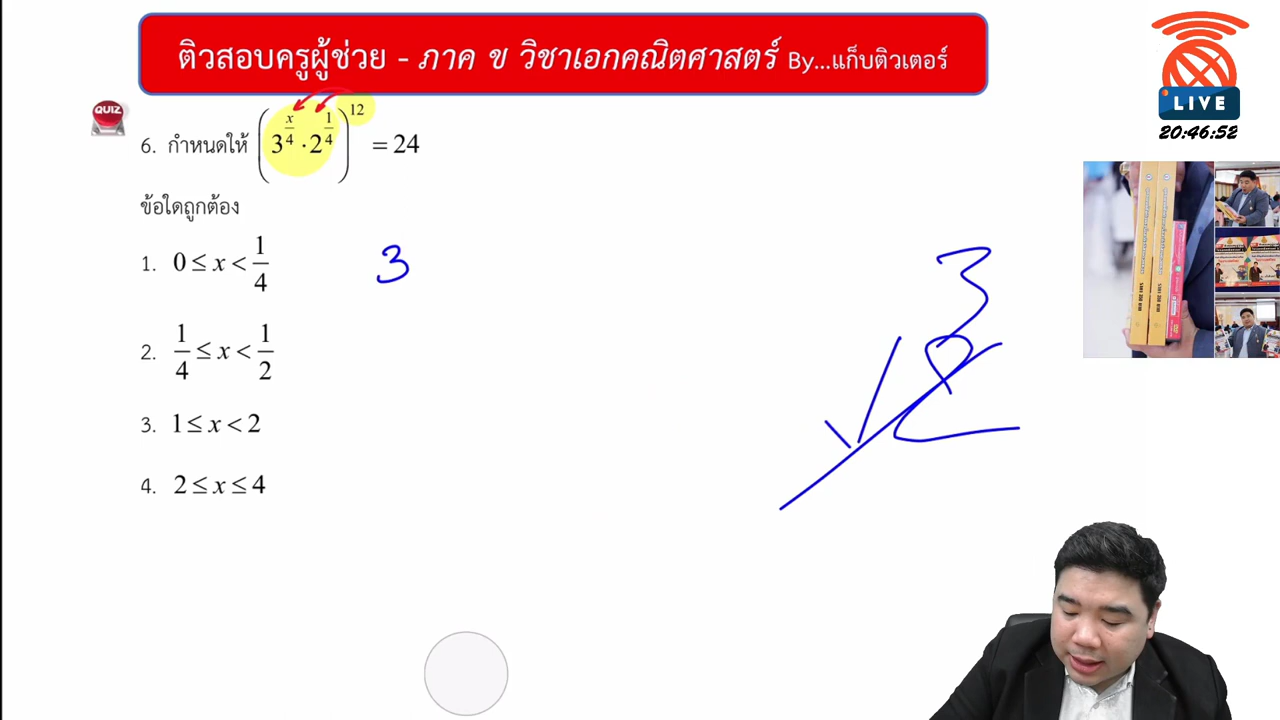 ติวสอบครูผู้ช่วย - ภาค ข วิชาเอกคณิตศาสตร์ By...แก็บติวเตอร์
LIVE
20:46:52
QUIZ
6. กำหนดให้ (3^{x/4} · 2^{1/4})^{12} = 24
ข้อใดถูกต้อง
1. 0 ≤ x < 1/4
3
2. 1/4 ≤ x < 1/2
3. 1 ≤ x < 2
4. 2 ≤ x ≤ 4
3